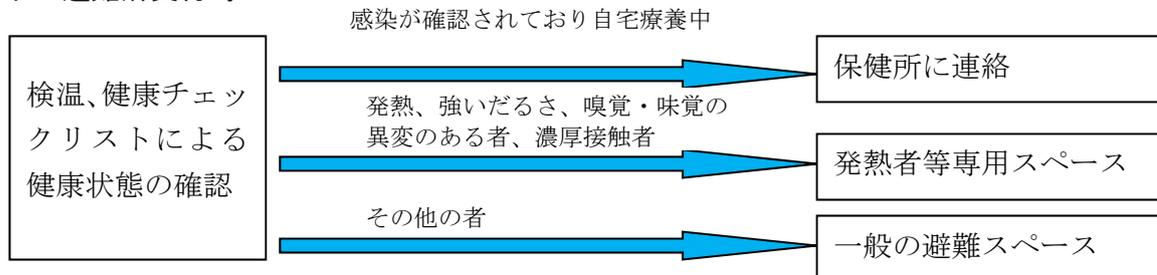 感染が確認されており自宅療養中
検温、健康チェッ
クリストによる
健康状態の確認
保健所に連絡
発熱、強いだるさ、嗅覚・味覚の
異変のある者、濃厚接触者
発熱者等専用スペース
その他の者
一般の避難スペース